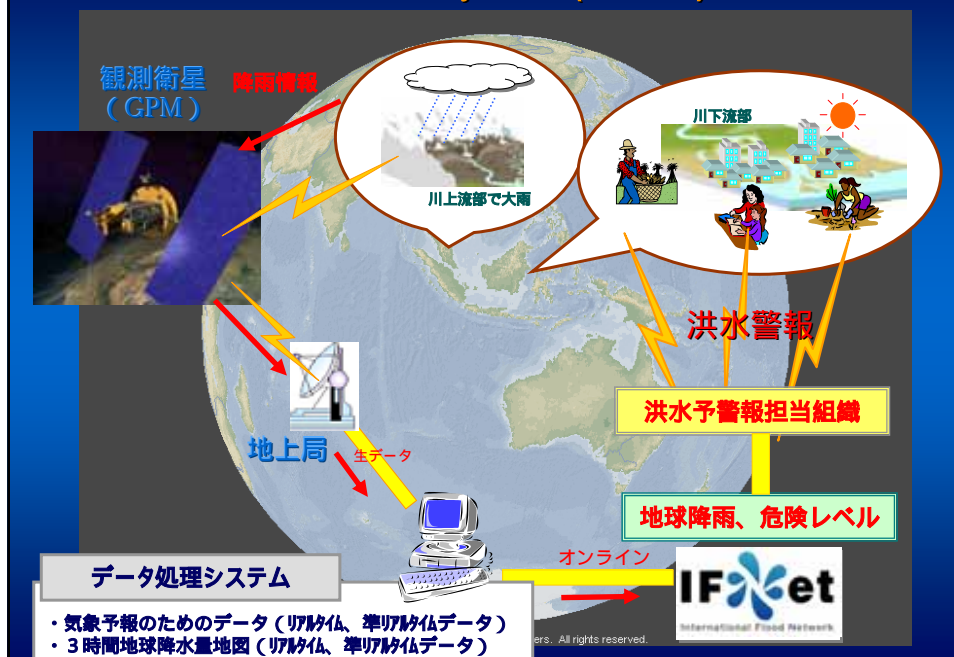 観測衛星
（GPM）
降雨情報
川上流部で大雨
川下流部
洪水警報
洪水予警報担当組織
地球降雨、危険レベル
地上局
生データ
オンライン
IFNet
International Flood Network
データ処理システム
・気象予報のためのデータ（リアルタイム、準リアルタイムデータ）
・３時間地球降水量地図（リアルタイム、準リアルタイムデータ）
ers. All rights reserved.